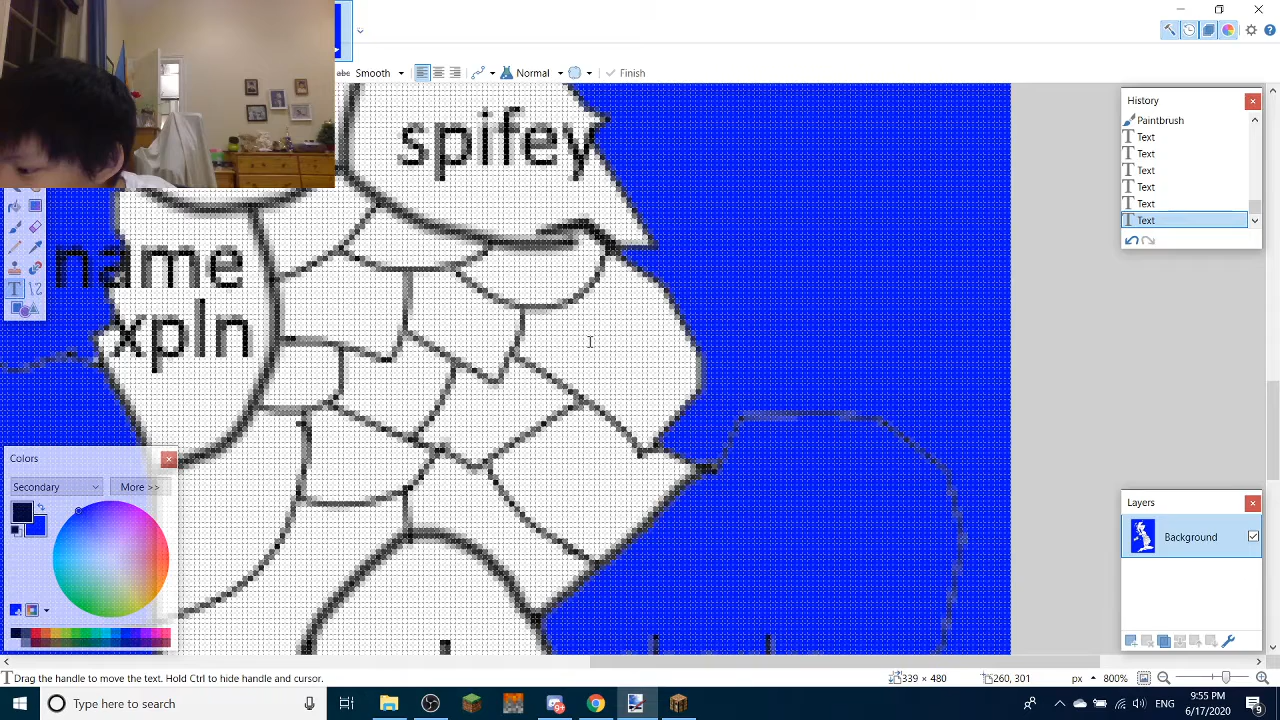 abc Smooth Normal Finish
History
Paintbrush
Text
Text
Text
Text
Text
Text
spifey
name
xpln
Colors
Secondary More >>
Layers
Background
Drag the handle to move the text. Hold Ctrl to hide handle and cursor.
339 × 480 260, 301 px 800%
Type here to search
ENG
9:55 PM
6/17/2020
9